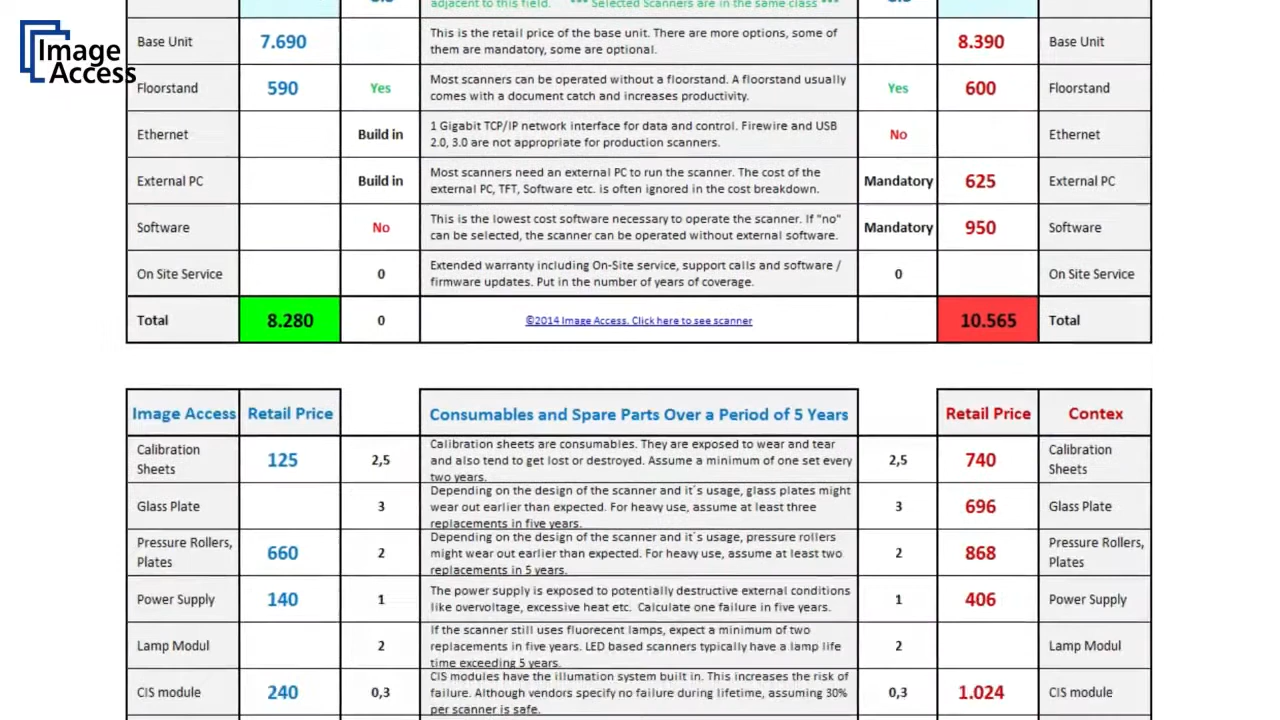 adjacent to this field. *** Selected Scanners are in the same class ***
Image
Access
Base Unit 7.690 This is the retail price of the base unit. There are more options, some of 8.390 Base Unit
them are mandatory, some are optional.
Floorstand 590 Yes Most scanners can be operated without a floorstand. A floorstand usually Yes 600 Floorstand
comes with a document catch and increases productivity.
Ethernet Build in 1 Gigabit TCP/IP network interface for data and control. Firewire and USB No Ethernet
2.0, 3.0 are not appropriate for production scanners.
External PC Build in Most scanners need an external PC to run the scanner. The cost of the Mandatory 625 External PC
external PC, TFT, Software etc. is often ignored in the cost breakdown.
Software No This is the lowest cost software necessary to operate the scanner. If "no" Mandatory 950 Software
can be selected, the scanner can be operated without external software.
On Site Service 0 Extended warranty including On-Site service, support calls and software / 0 On Site Service
firmware updates. Put in the number of years of coverage.
Total 8.280 0 ©2014 Image Access. Click here to see scanner 10.565 Total
Image Access Retail Price Consumables and Spare Parts Over a Period of 5 Years Retail Price Contex
Calibration Sheets 125 2,5 Calibration sheets are consumables. They are exposed to wear and tear 2,5 740 Calibration Sheets
and also tend to get lost or destroyed. Assume a minimum of one set every
two years.
Glass Plate 3 Depending on the design of the scanner and it´s usage, glass plates might 3 696 Glass Plate
wear out earlier than expected. For heavy use, assume at least three
replacements in five years.
Pressure Rollers, Plates 660 2 Depending on the design of the scanner and it´s usage, pressure rollers 2 868 Pressure Rollers, Plates
might wear out earlier than expected. For heavy use, assume at least two
replacements in 5 years.
Power Supply 140 1 The power supply is exposed to potentially destructive external conditions 1 406 Power Supply
like overvoltage, excessive heat etc. Calculate one failure in five years.
Lamp Modul 2 If the scanner still uses fluorecent lamps, expect a minimum of two 2 Lamp Modul
replacements in five years. LED based scanners typically have a lamp life
time exceeding 5 years.
CIS module 240 0,3 CIS modules have the illumation system built in. This increases the risk of 0,3 1.024 CIS module
failure. Although vendors specify no failure during lifetime, assuming 30%
per scanner is safe.